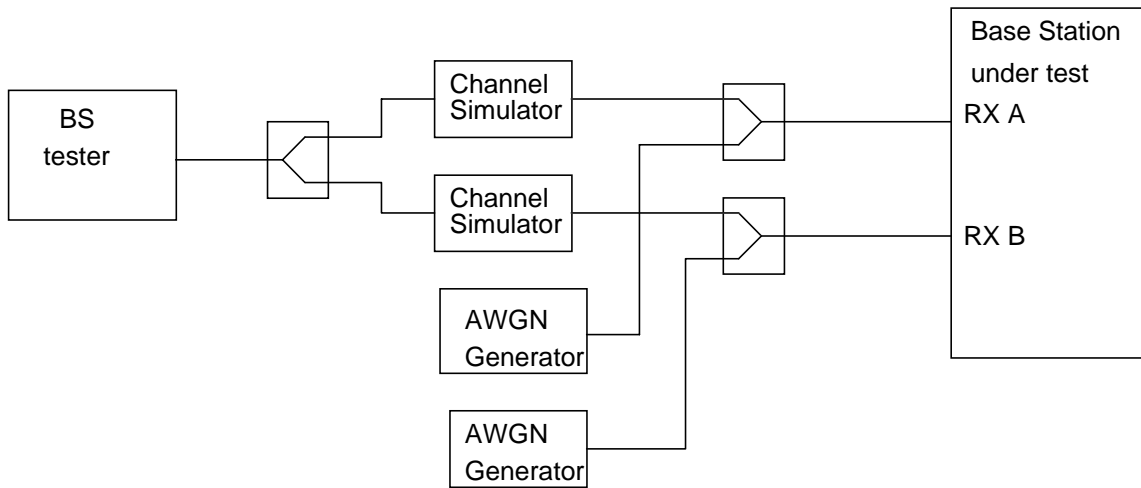 BS
tester
Channel
Simulator
Channel
Simulator
AWGN
Generator
AWGN
Generator
Base Station
under test
RX A
RX B